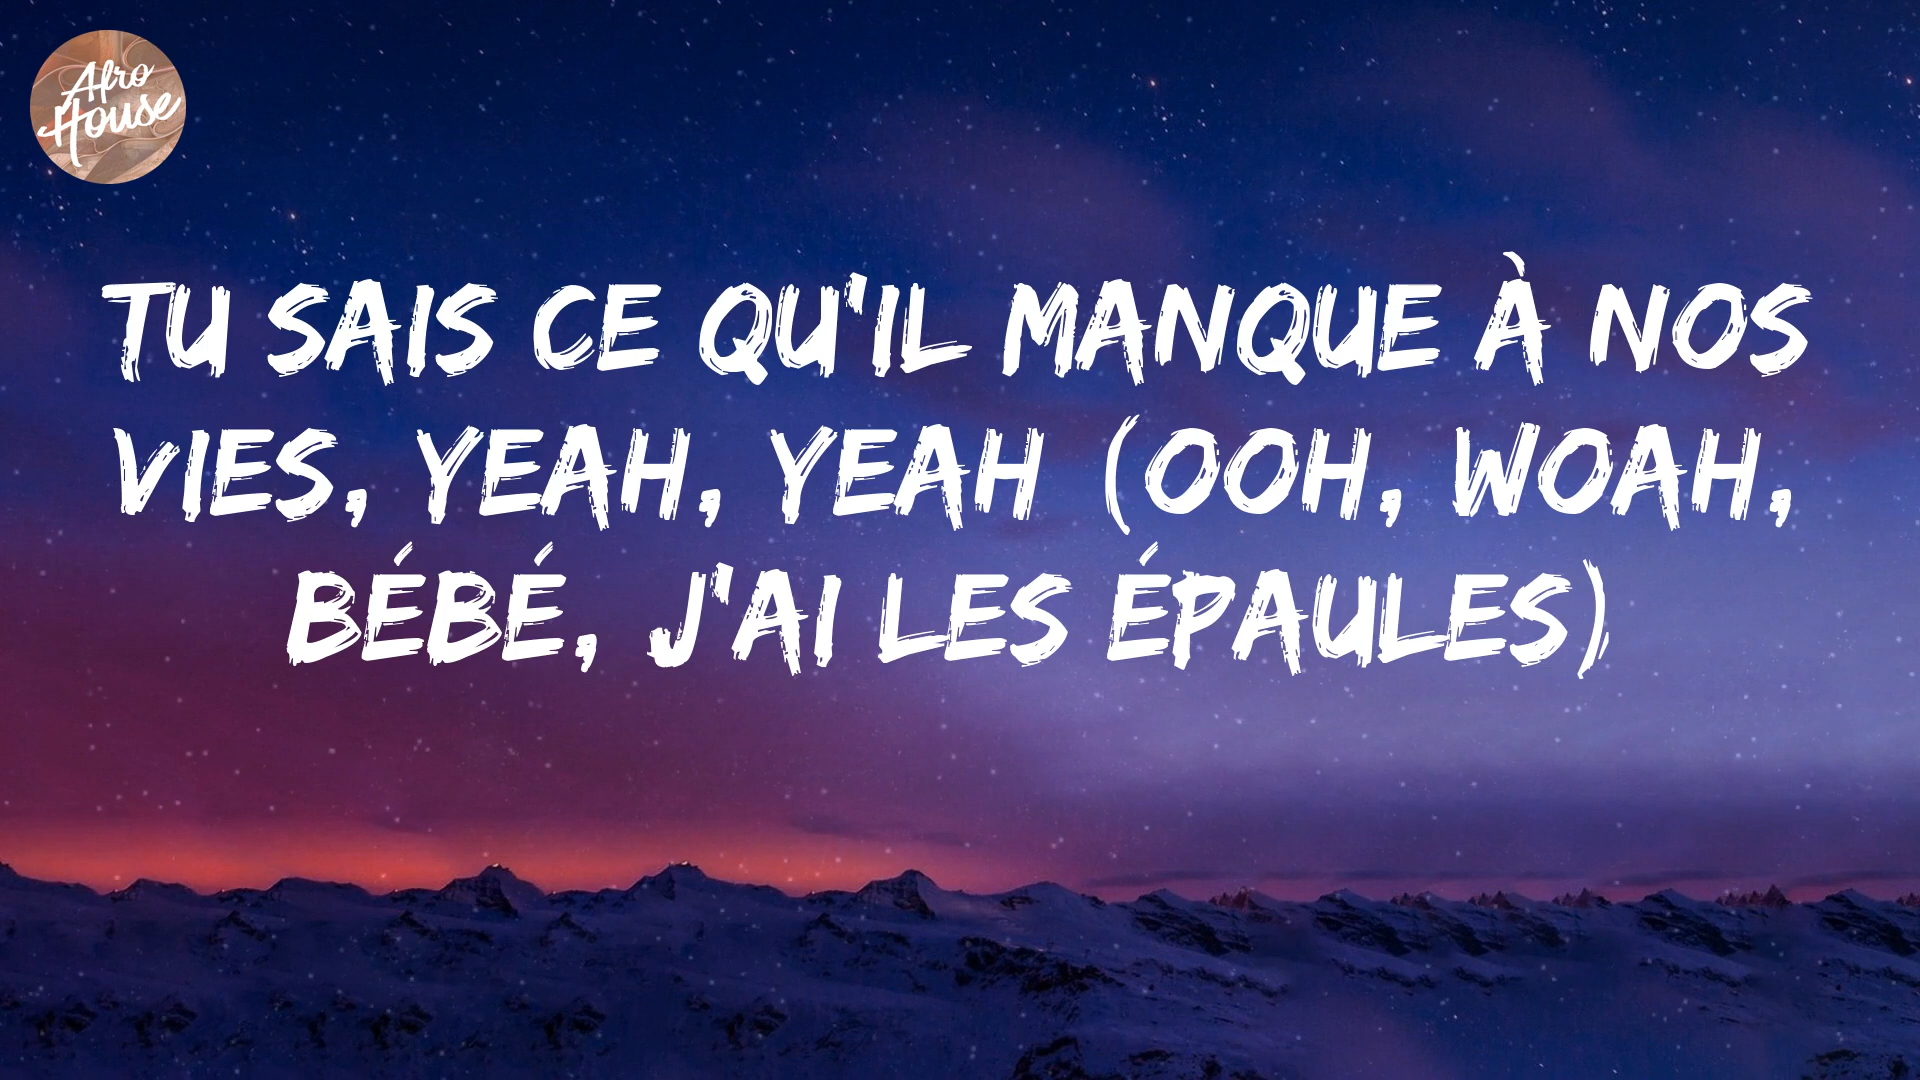 Afro
House
TU SAIS CE QU'IL MANQUE À NOS
VIES, YEAH, YEAH (OOH, WOAH,
BÉBÉ, J'AI LES ÉPAULES)